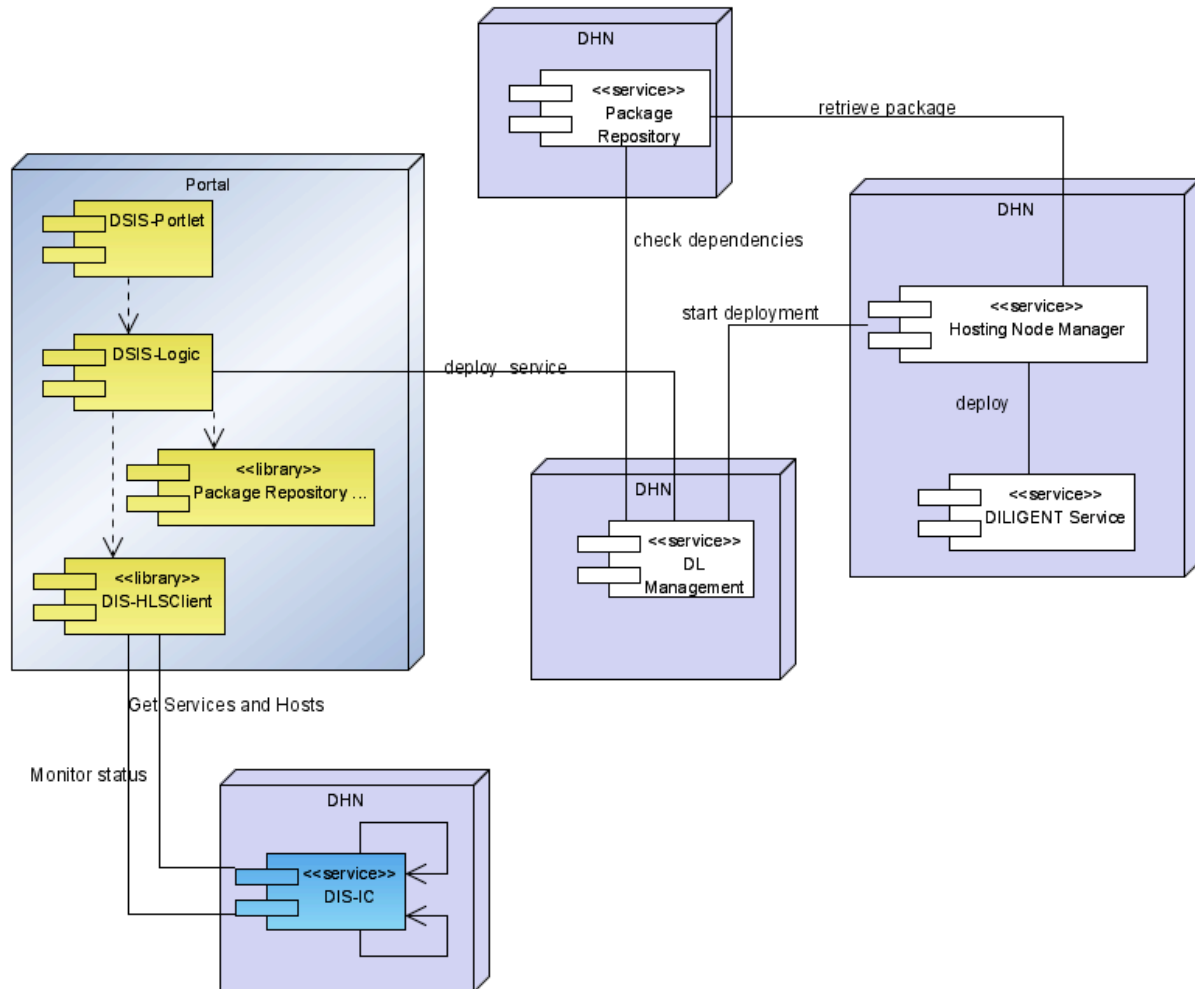 DHN
<<service>>
Package
Repository
retrieve package
Portal
DSIS-Portlet
DHN
check dependencies
<<service>>
Hosting Node Manager
start deployment
DSIS-Logic
deploy service
deploy
<<library>>
Package Repository ...
DHN
<<service>>
DILIGENT Service
<<service>>
DL
Management
<<library>>
DIS-HLSClient
Get Services and Hosts
Monitor status
DHN
<<service>>
DIS-IC